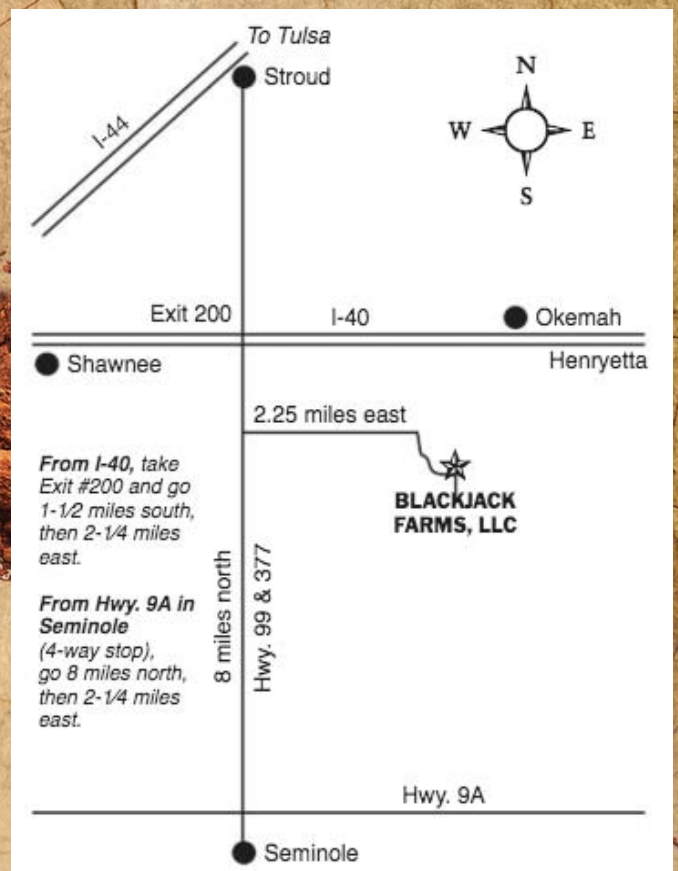 To Tulsa
Stroud
I-44
N
W
E
S
Exit 200
I-40
Okemah
Shawnee
Henryetta
2.25 miles east
From I-40, take
Exit #200 and go
1-1/2 miles south,
then 2-1/4 miles
east.
BLACKJACK
FARMS, LLC
From Hwy. 9A in
Seminole
(4-way stop),
go 8 miles north,
then 2-1/4 miles
east.
8 miles north
Hwy. 99 & 377
Hwy. 9A
Seminole